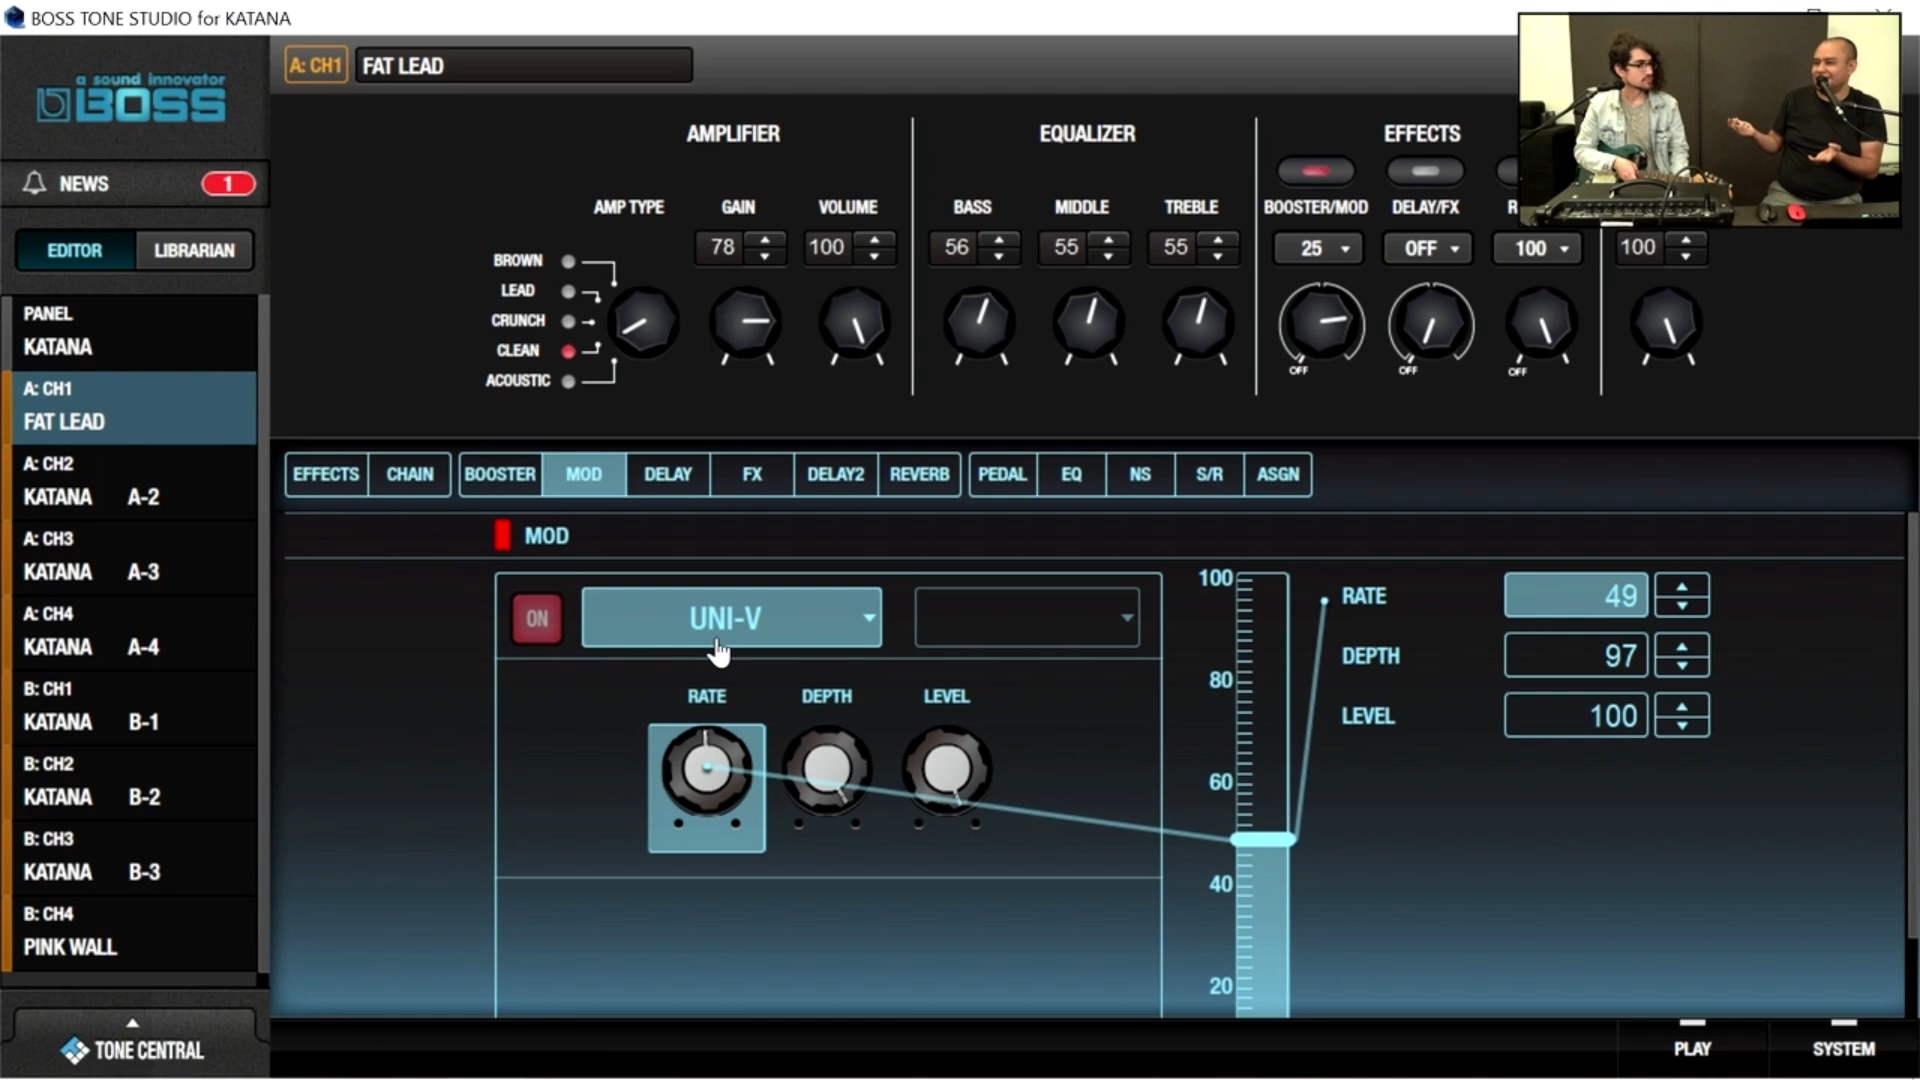 BOSS TONE STUDIO for KATANA
a sound innovator
BOSS
NEWS
1
EDITOR
LIBRARIAN
PANEL
KATANA
A: CH1
FAT LEAD
A: CH2
KATANA A-2
A: CH3
KATANA A-3
A: CH4
KATANA A-4
B: CH1
KATANA B-1
B: CH2
KATANA B-2
B: CH3
KATANA B-3
B: CH4
PINK WALL
TONE CENTRAL
A: CH1
FAT LEAD
AMPLIFIER
AMP TYPE
GAIN
VOLUME
78
100
BROWN
LEAD
CRUNCH
CLEAN
ACOUSTIC
EQUALIZER
BASS
MIDDLE
TREBLE
56
55
55
EFFECTS
BOOSTER/MOD
DELAY/FX
R
25
OFF
100
100
OFF
OFF
OFF
EFFECTS
CHAIN
BOOSTER
MOD
DELAY
FX
DELAY2
REVERB
PEDAL
EQ
NS
S/R
ASGN
MOD
ON
UNI-V
RATE
DEPTH
LEVEL
100
80
60
40
20
RATE 49
DEPTH 97
LEVEL 100
PLAY
SYSTEM